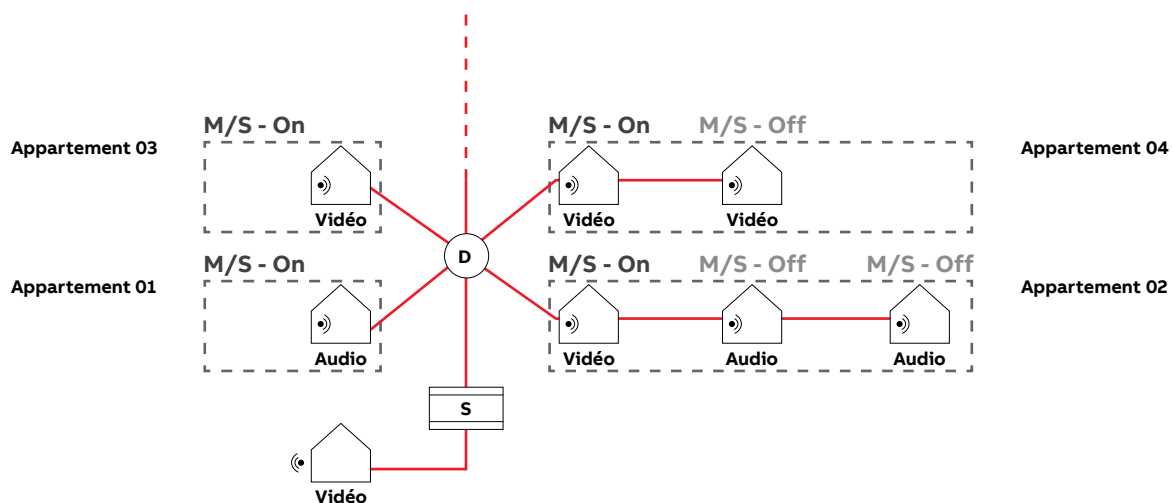 M/S - On
M/S - On M/S - Off
Appartement 03
Appartement 04
Vidéo
Vidéo Vidéo
D
M/S - On
M/S - On M/S - Off M/S - Off
Appartement 01
Appartement 02
Audio
Vidéo Audio Audio
S
Vidéo